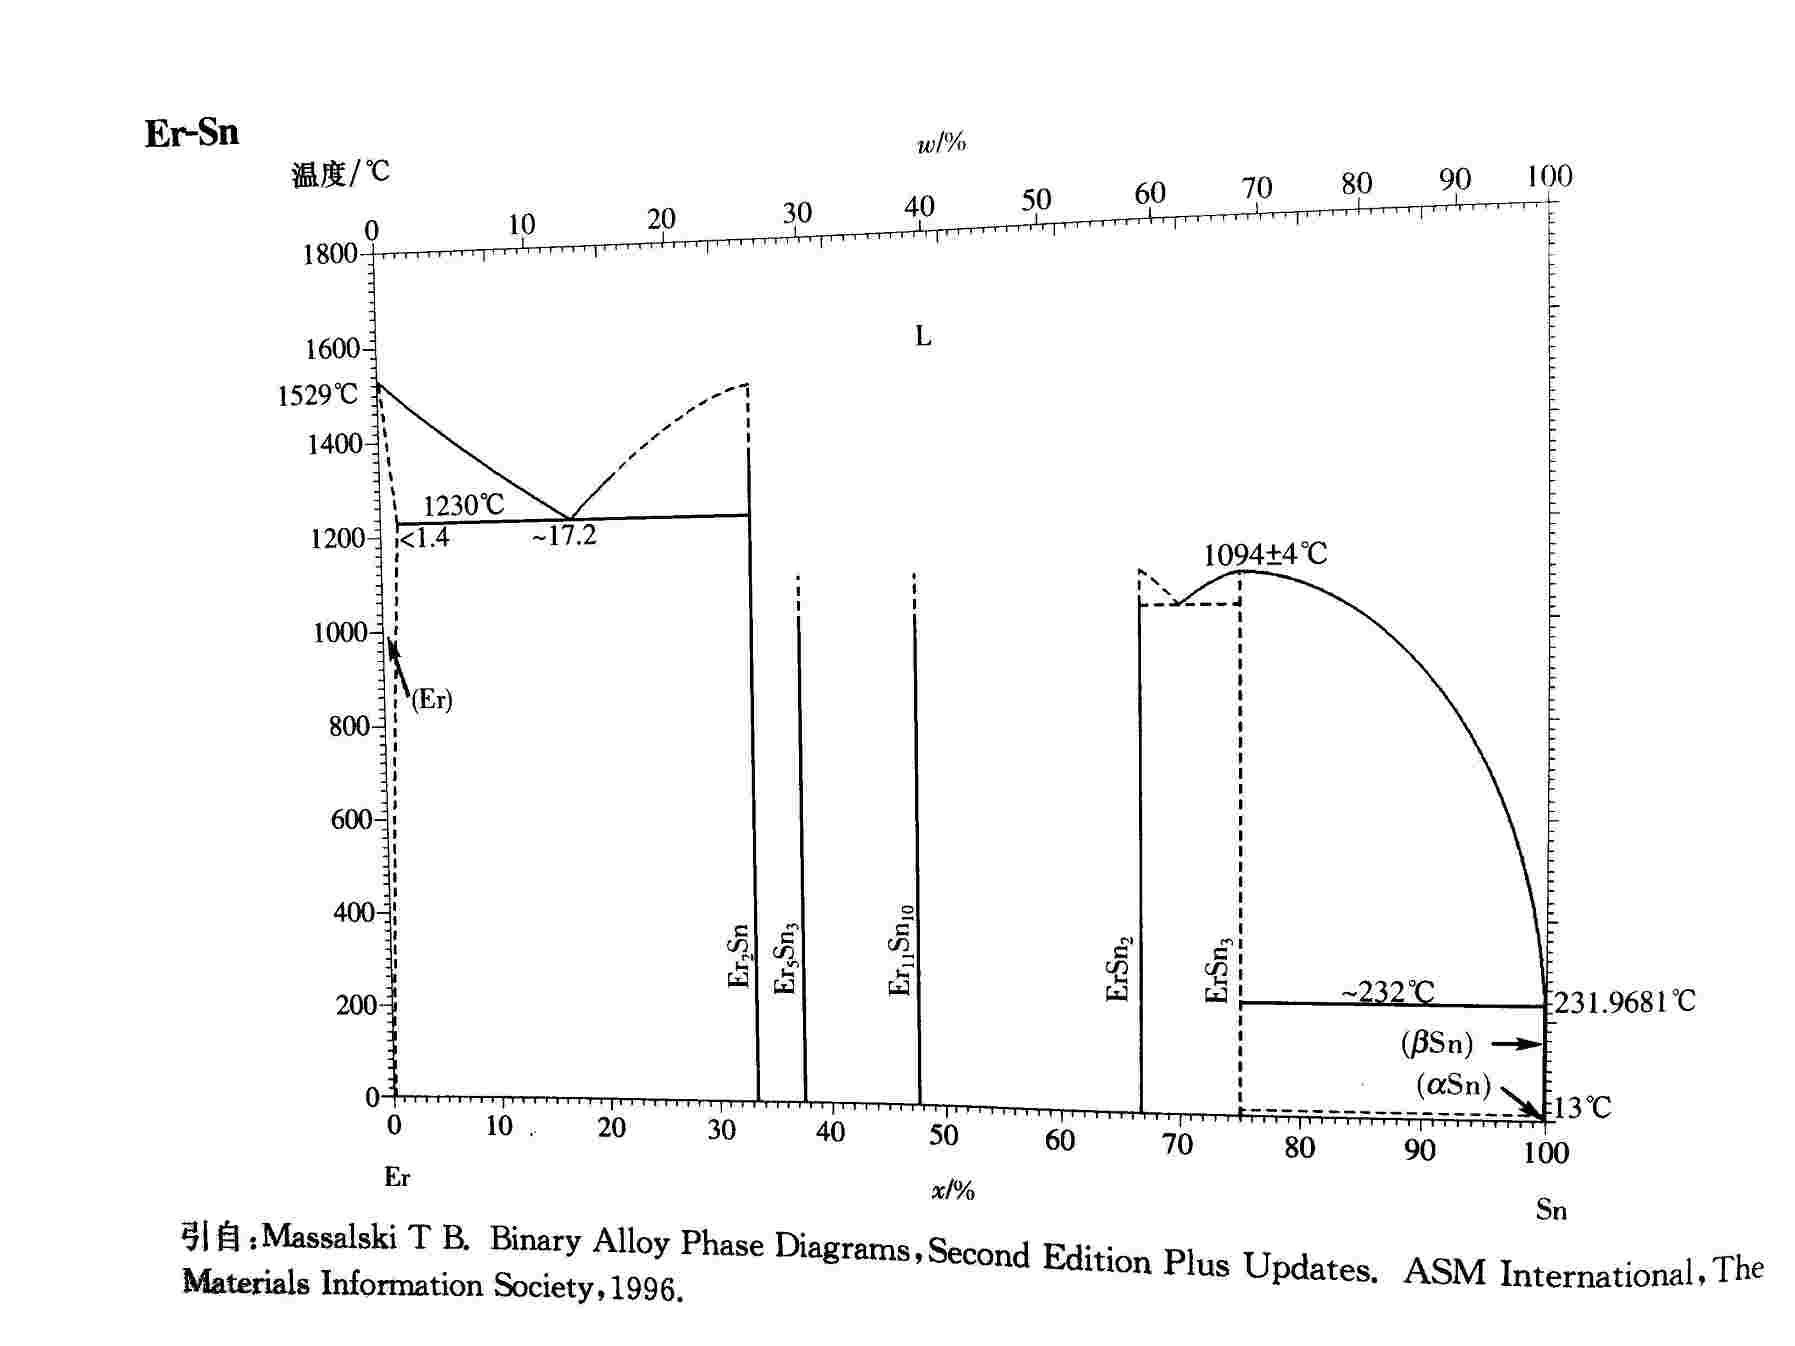 Er-Sn
w/%
温度/℃
0 10 20 30 40 50 60 70 80 90 100
1800
L
1600
1529℃
1400
1230℃
1200
<1.4
~17.2
1094±4℃
1000
(Er)
800
600
400
Er₂Sn
Er₅Sn₃
Er₁₁Sn₁₀
ErSn₂
ErSn₃
200
~232℃
231.9681℃
(βSn)
(αSn)
13℃
0
0 10 20 30 40 50 60 70 80 90 100
Er
x/%
Sn
引自:Massalski T B. Binary Alloy Phase Diagrams,Second Edition Plus Updates. ASM International,The
Materials Information Society,1996.